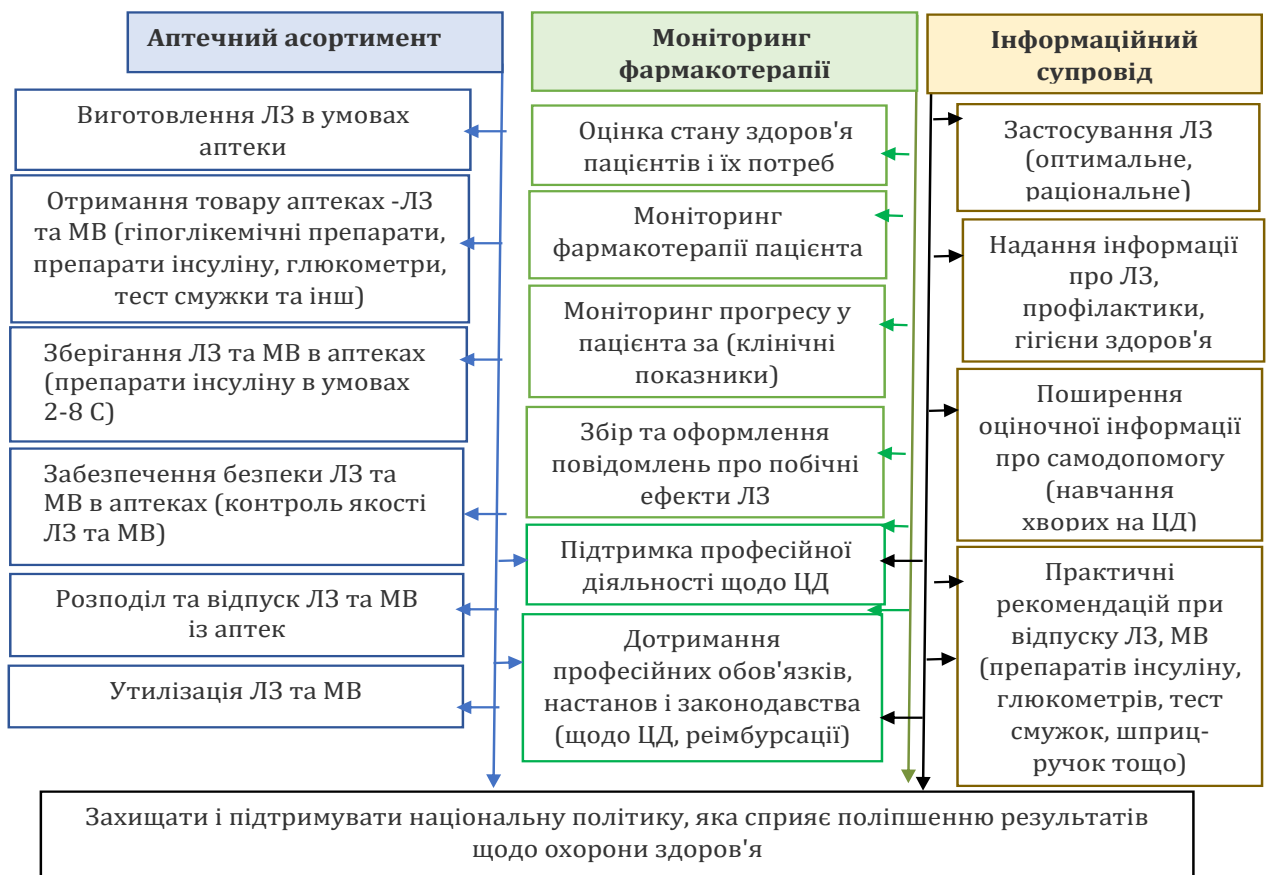 Аптечний асортимент
Виготовлення ЛЗ в умовах
аптеки
Отримання товару аптеках -ЛЗ
та МВ (гіпоглікемічні препарати,
препарати інсуліну, глюкометри,
тест смужки та інш)
Зберігання ЛЗ та МВ в аптеках
(препарати інсуліну в умовах
2-8 С)
Забезпечення безпеки ЛЗ та
МВ в аптеках (контроль якості
ЛЗ та МВ)
Розподіл та відпуск ЛЗ та МВ
із аптек
Утилізація ЛЗ та МВ
Моніторинг
фармакотерапії
Оцінка стану здоров'я
пацієнтів і їх потреб
Моніторинг
фармакотерапії пацієнта
Моніторинг прогресу у
пацієнта за (клінічні
показники)
Збір та оформлення
повідомлень про побічні
ефекти ЛЗ
Підтримка професійної
діяльності щодо ЦД
Дотримання
професійних обов'язків,
настанов і законодавства
(щодо ЦД, реімбурсації)
Інформаційний
супровід
Застосування ЛЗ
(оптимальне,
раціональне)
Надання інформації
про ЛЗ,
профілактики,
гігієни здоров'я
Поширення
оціночної інформації
про самодопомогу
(навчання
хворих на ЦД)
Практичні
рекомендацій при
відпуску ЛЗ, МВ
(препаратів інсуліну,
глюкометрів, тест
смужок, шприц-
ручок тощо)
Захищати і підтримувати національну політику, яка сприяє поліпшенню результатів
щодо охорони здоров'я